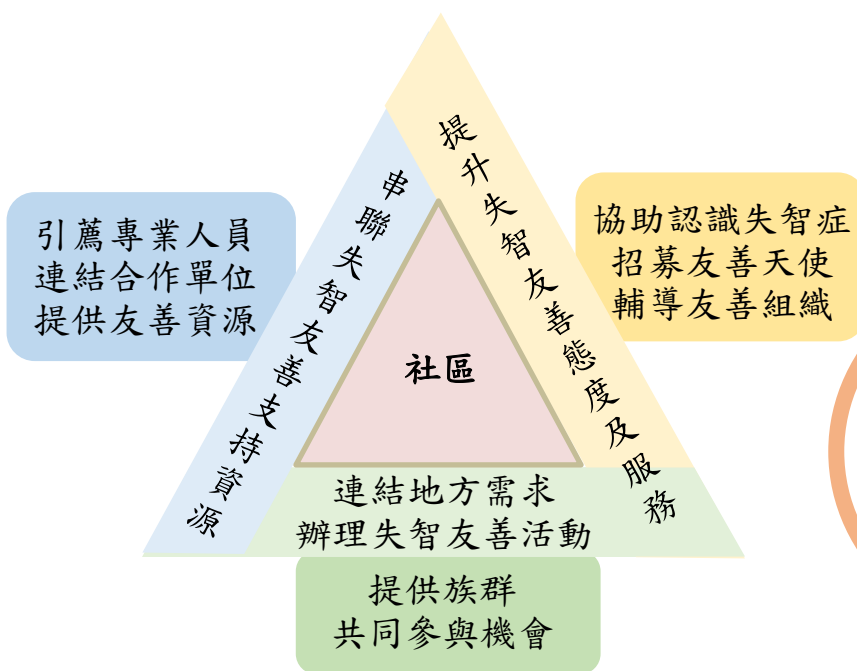 提升失智友善態度及服務
串聯失智友善支持資源
引薦專業人員
連結合作單位
提供友善資源
協助認識失智症
招募友善天使
輔導友善組織
社區
連結地方需求
辦理失智友善活動
提供族群
共同參與機會